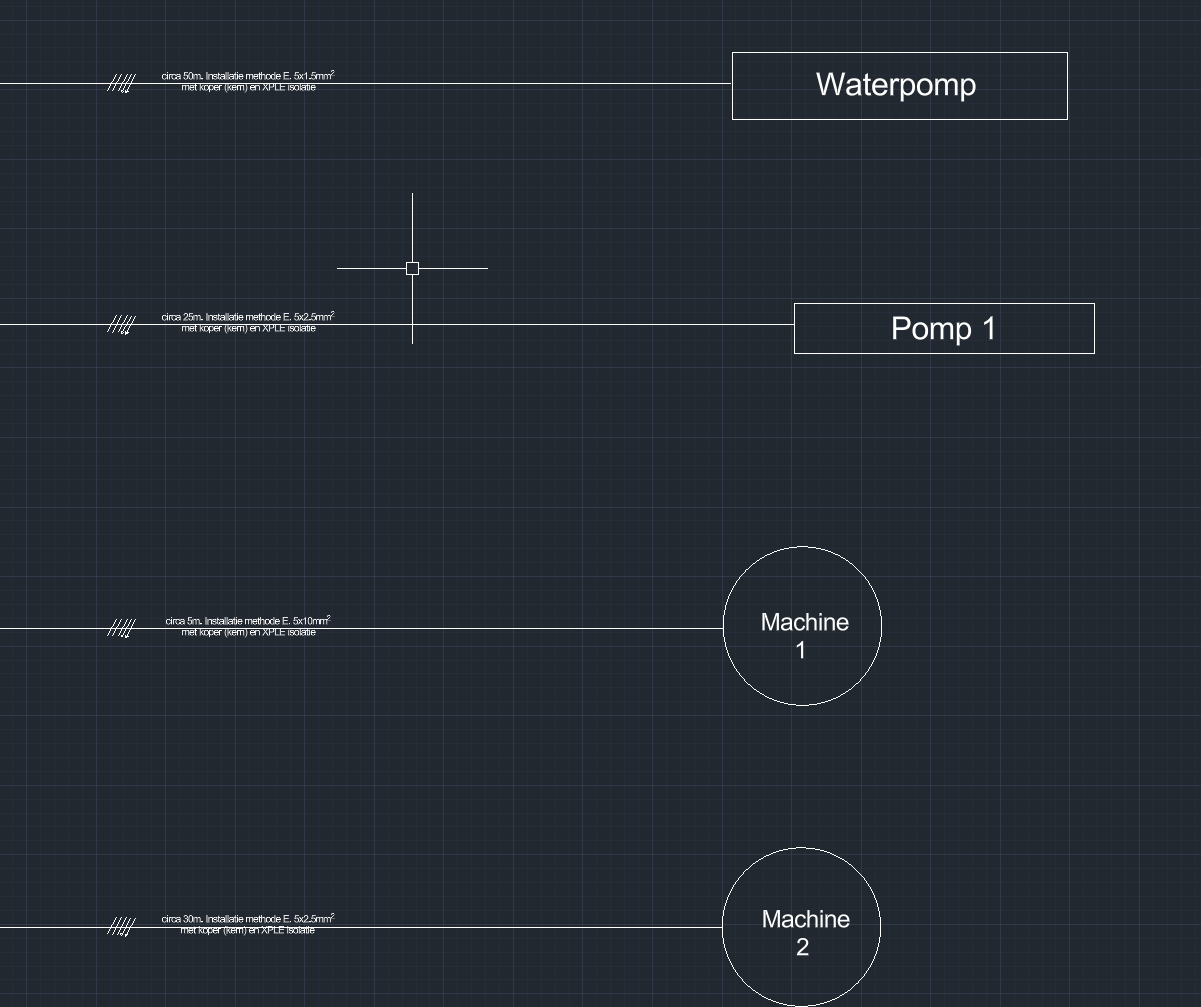 circa 50m. Installatie methode E. 5x1.5mm²
met koper (kern) en XPLE isolatie
Waterpomp
circa 25m. Installatie methode E. 5x2.5mm²
met koper (kern) en XPLE isolatie
Pomp 1
circa 5m. Installatie methode E. 5x10mm²
met koper (kern) en XPLE isolatie
Machine
1
circa 30m. Installatie methode E. 5x2.5mm²
met koper (kern) en XPLE isolatie
Machine
2